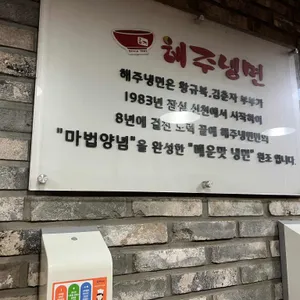 해주냉면
해주냉면은 황규복, 김춘자 부부가
1983년 잠실 신천에서 시작하여
8년에 걸친 노력 끝에 해주냉면만의
"마법양념"을 완성한 "매운맛 냉면" 원조 입니다.